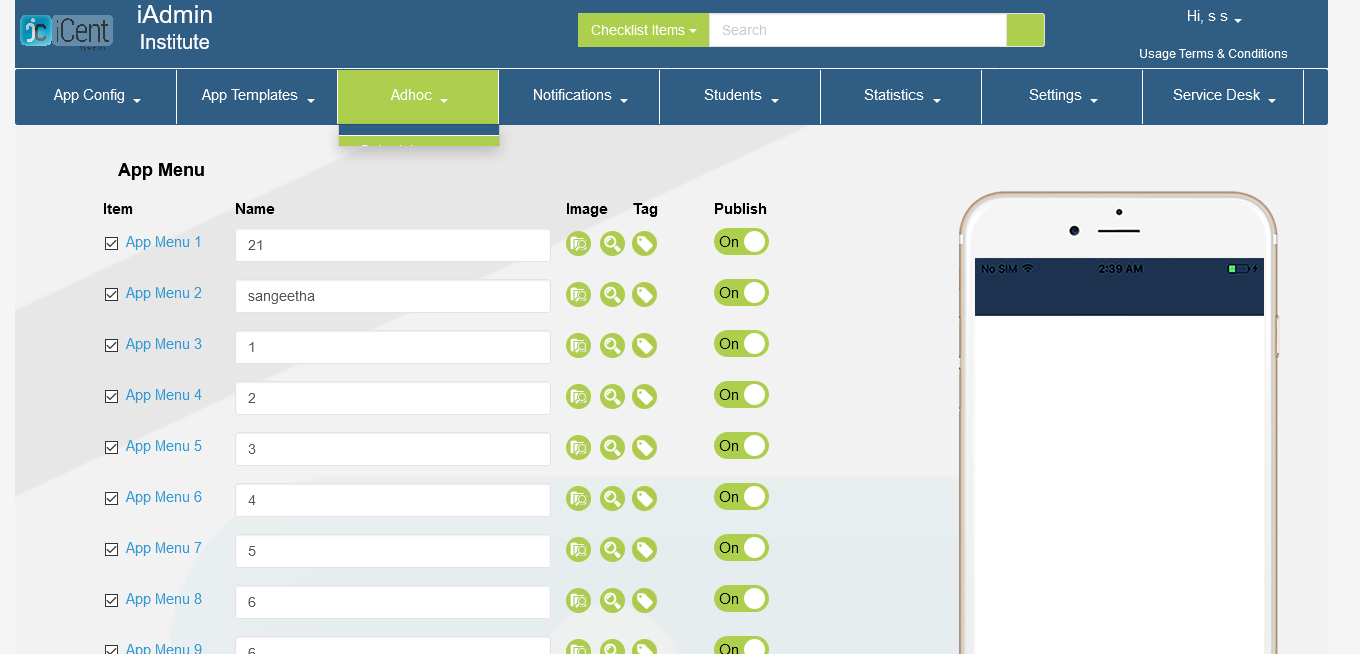 iCent
iAdmin
Institute
Checklist Items
Search
Hi, s s
Usage Terms & Conditions
App Config
App Templates
Adhoc
Notifications
Students
Statistics
Settings
Service Desk
App Menu
Item Name Image Tag Publish
App Menu 1 21 On
App Menu 2 sangeetha On
App Menu 3 1 On
App Menu 4 2 On
App Menu 5 3 On
App Menu 6 4 On
App Menu 7 5 On
App Menu 8 6 On
App Menu 9 6 On
No SIM 2:39 AM